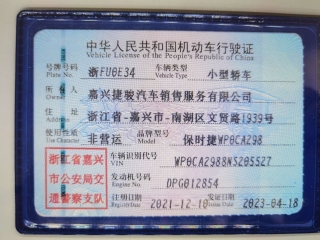 中华人民共和国机动车行驶证
Vehicle License of the People's Republic of China
号牌号码 浙FU0E34 车辆类型 小型轿车
Plate No. Vehicle Type
所有人 嘉兴捷骏汽车销售服务有限公司
Owner
住址 浙江省-嘉兴市-南湖区文贤路1939号
Address
使用性质 非营运 品牌型号 保时捷WP0CA298
Use Character Model
浙江省嘉兴市公安局交通警察支队
车辆识别代号 WP0CA2988NS205527
VIN
发动机号码 DPG012854
Engine No.
注册日期 2021-12-10 发证日期 2023-04-18
Register Date Issue Date